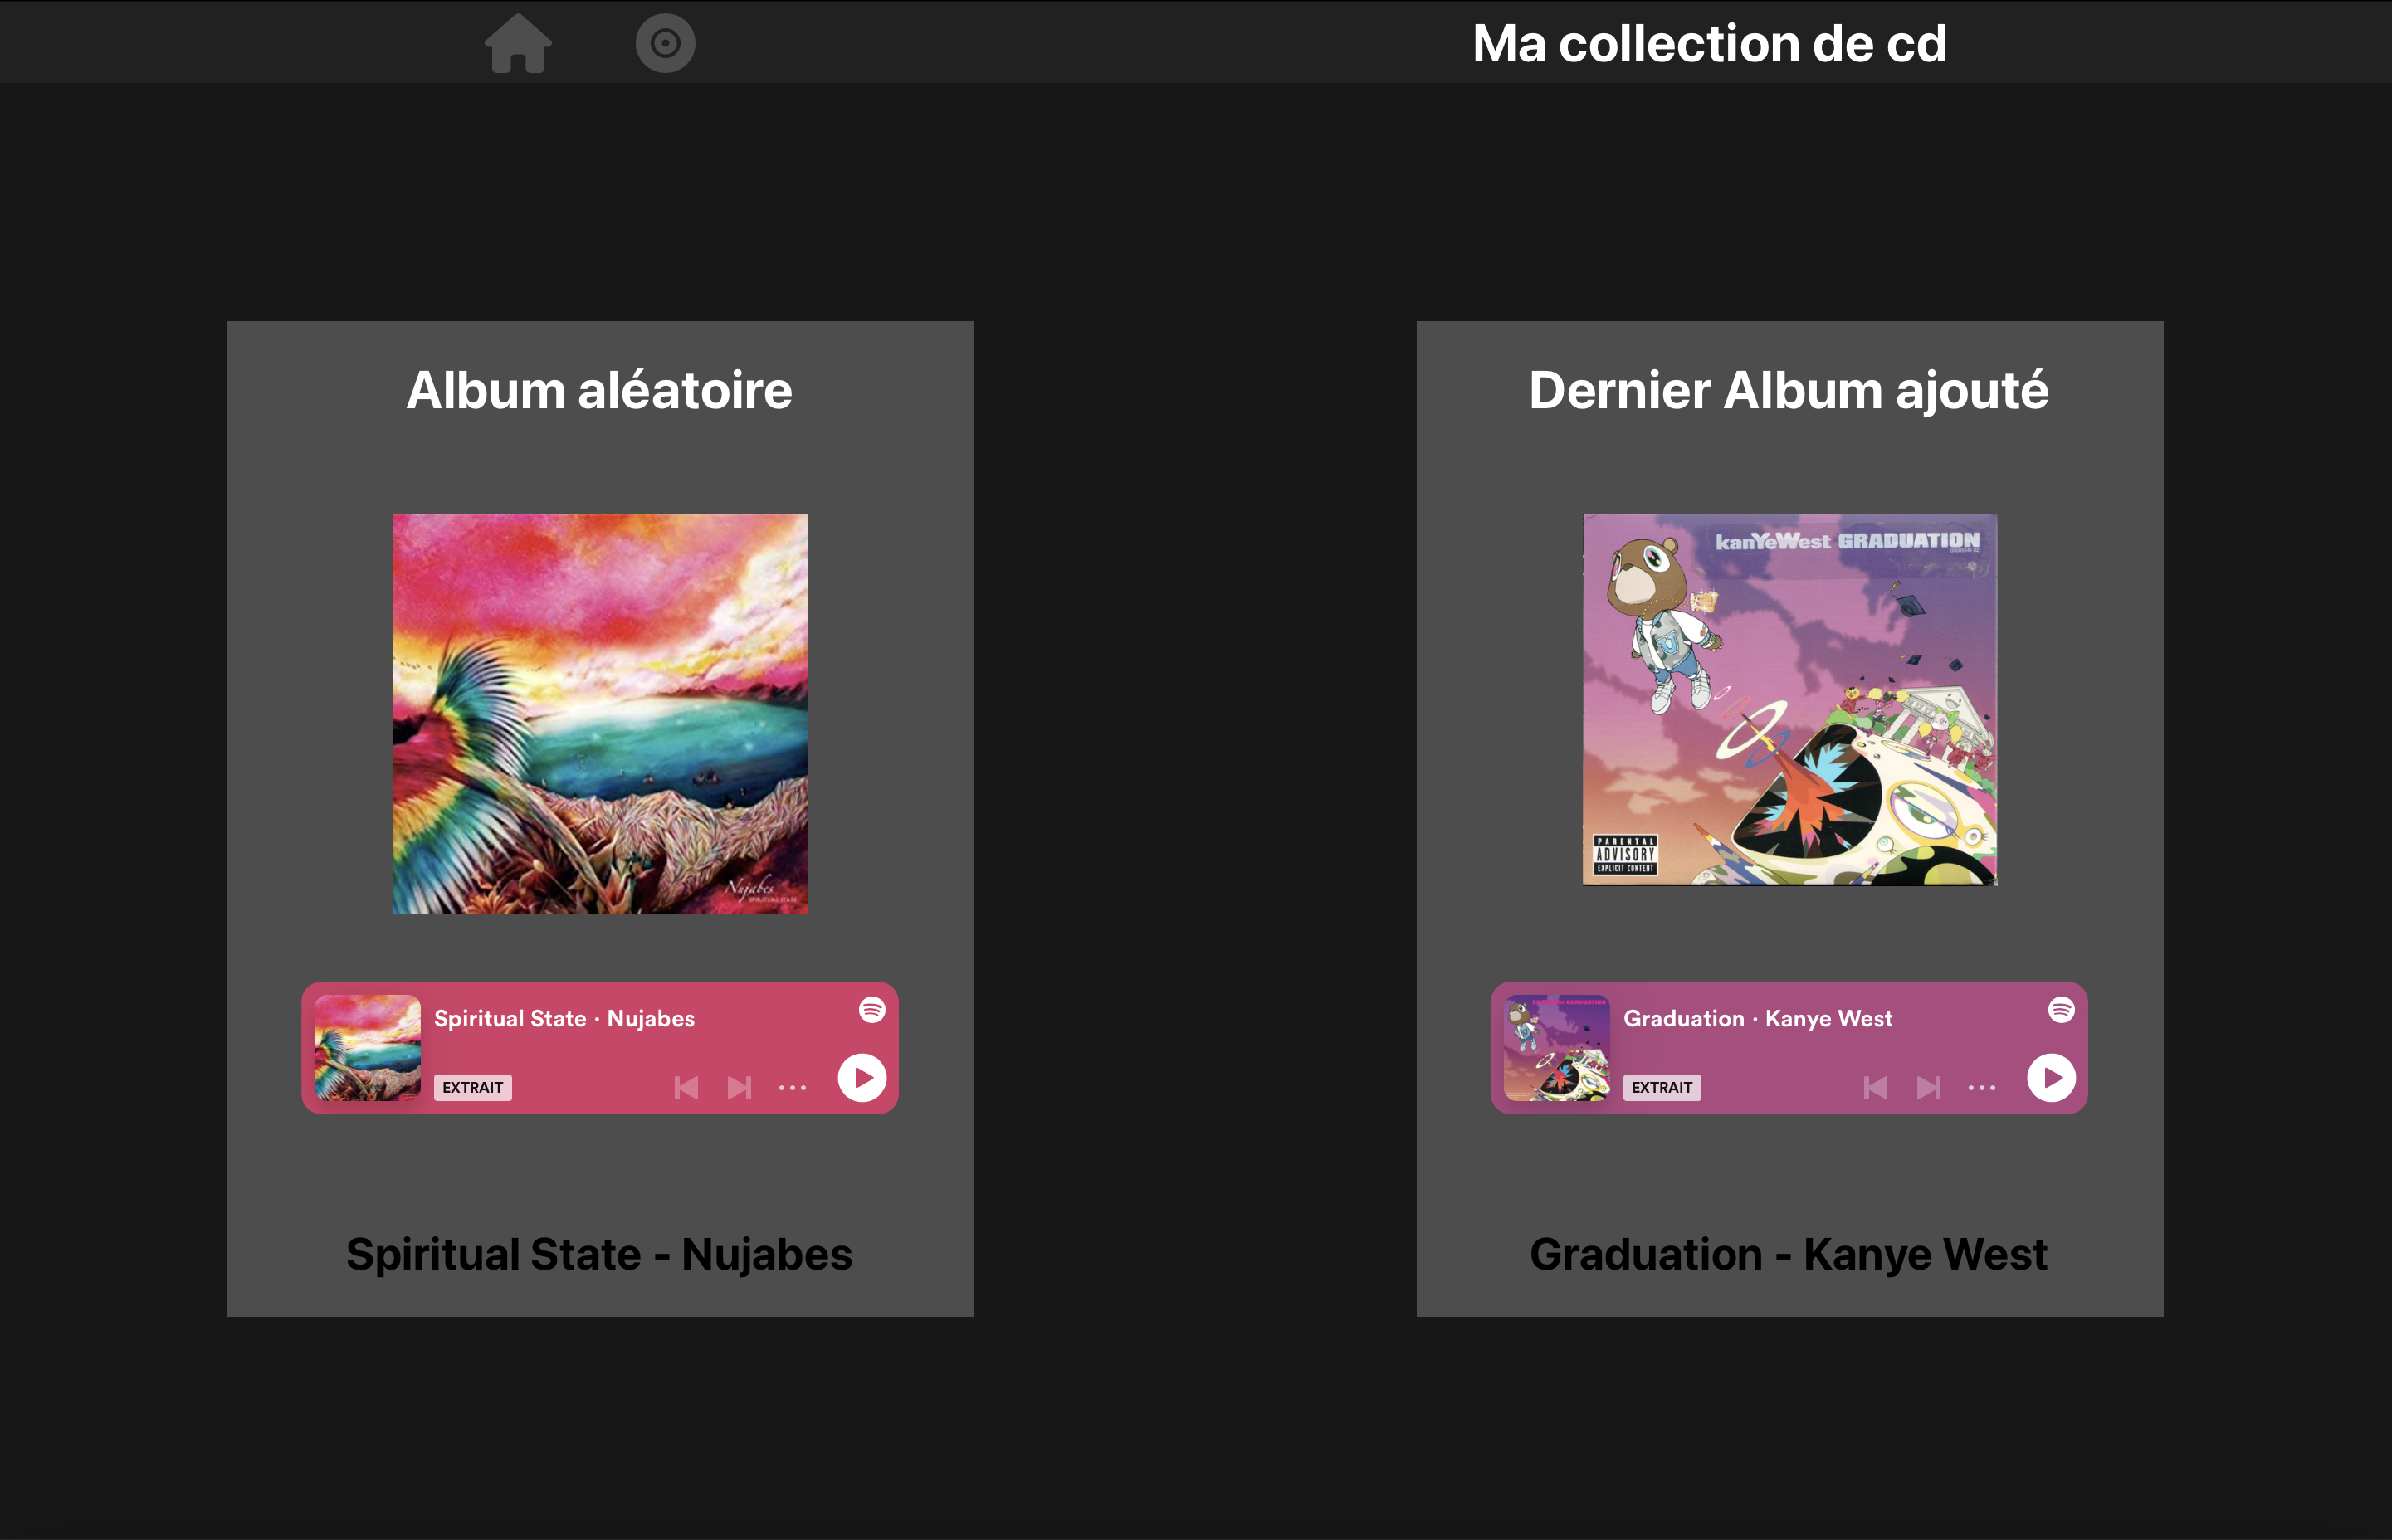 Ma collection de cd
Album aléatoire
Nujabes
SPIRITUAL STATE
Spiritual State · Nujabes
EXTRAIT
Spiritual State - Nujabes
Dernier Album ajouté
kanYeWest GRADUATION
PARENTAL
ADVISORY
EXPLICIT CONTENT
Graduation · Kanye West
EXTRAIT
Graduation - Kanye West